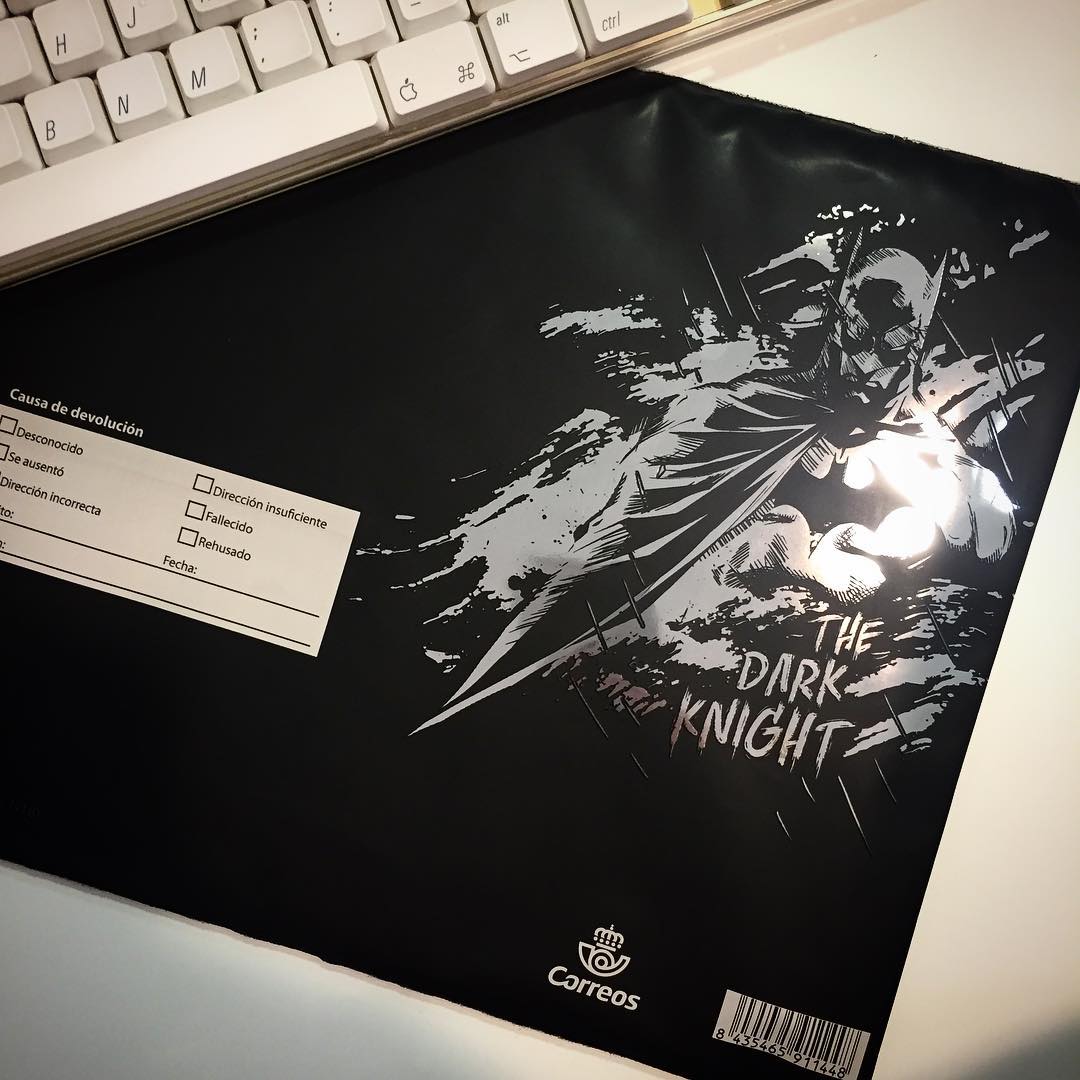 H
J
;
,
:
.
_
-
alt
ctrl
B
N
M
⌘
⌥
Causa de devolución
Desconocido
Se ausentó
Dirección incorrecta
Dirección insuficiente
Fallecido
Rehusado
Fecha:
THE
DARK
KNIGHT
Correos
8 435465 911448